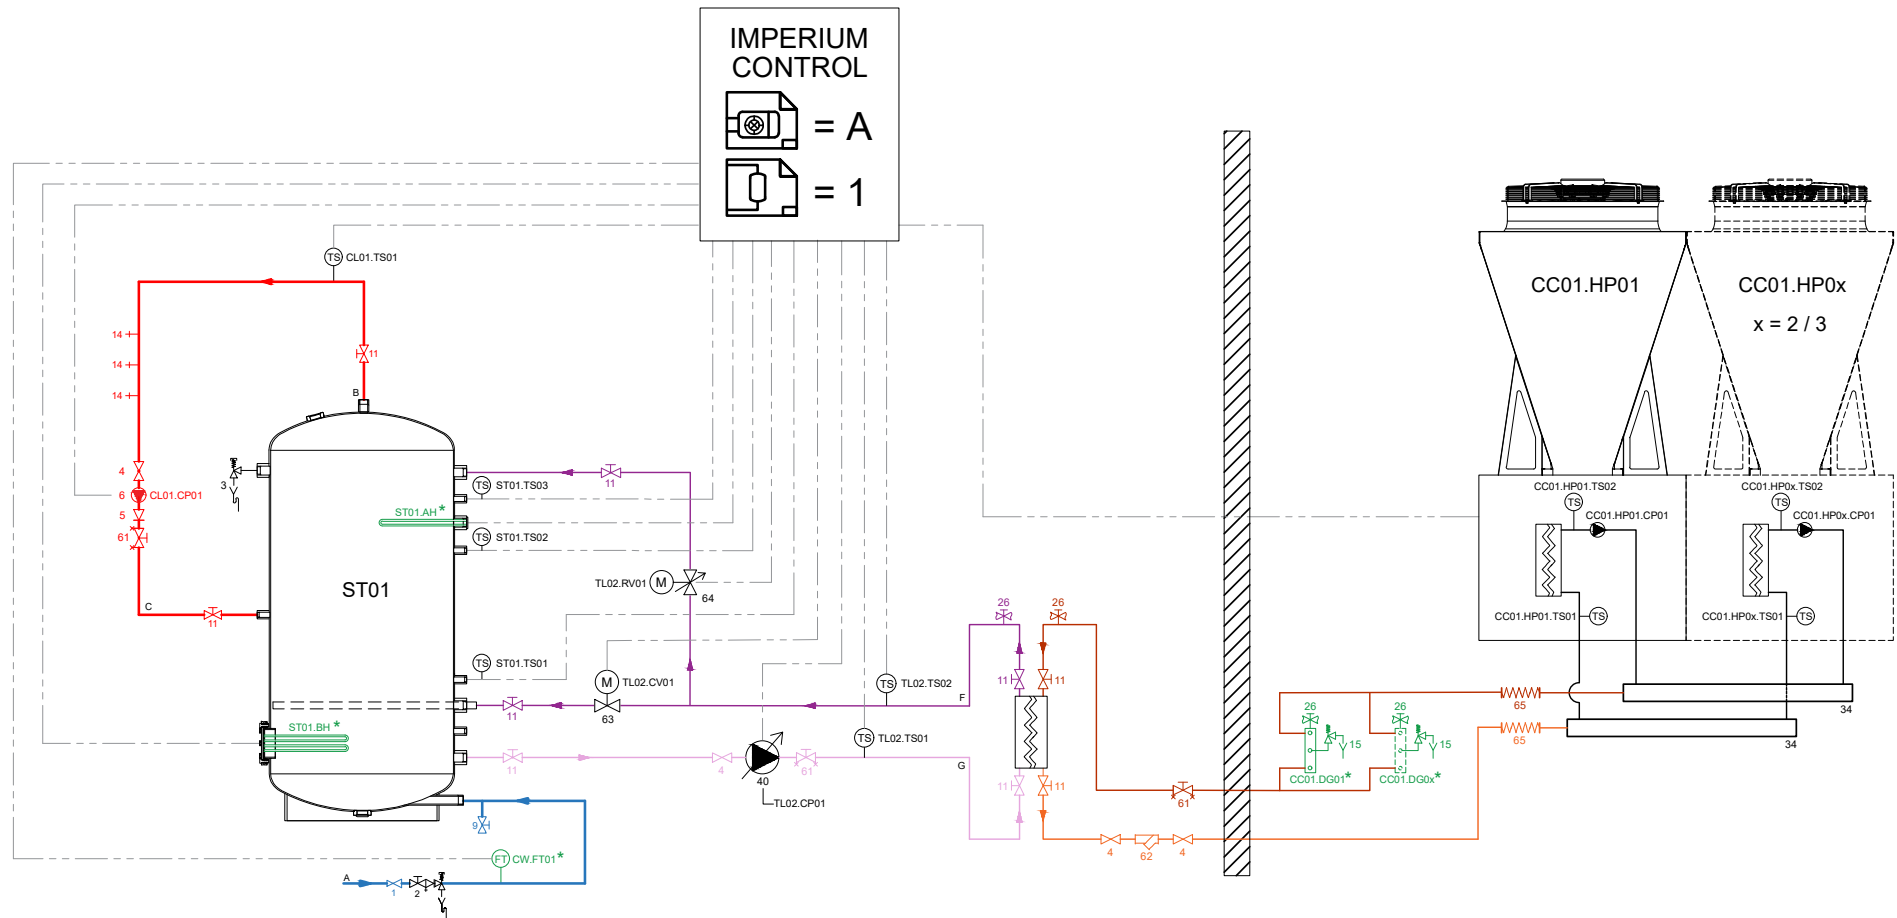 IMPERIUM
CONTROL
= A
= 1
TS CL01.TS01
14
14
14
11
B
4
6 CL01.CP01
5
61
C
11
3
ST01
TS ST01.TS03
ST01.AH*
TS ST01.TS02
11
TL02.RV01 M
64
TS ST01.TS01
M TL02.CV01
11
63
ST01.BH*
TS TL02.TS02
F
TS TL02.TS01
11
4
40
61
G
TL02.CP01
9
FT CW.FT01*
A
1
2
26
26
11
11
11
11
4
62
4
61
26
26
15
15
CC01.DG01*
CC01.DG0x*
65
65
34
34
CC01.HP01
CC01.HP0x
x = 2 / 3
CC01.HP01.TS02
TS
CC01.HP01.CP01
CC01.HP01.TS01 TS
CC01.HP0x.TS02
TS
CC01.HP0x.CP01
CC01.HP0x.TS01 TS